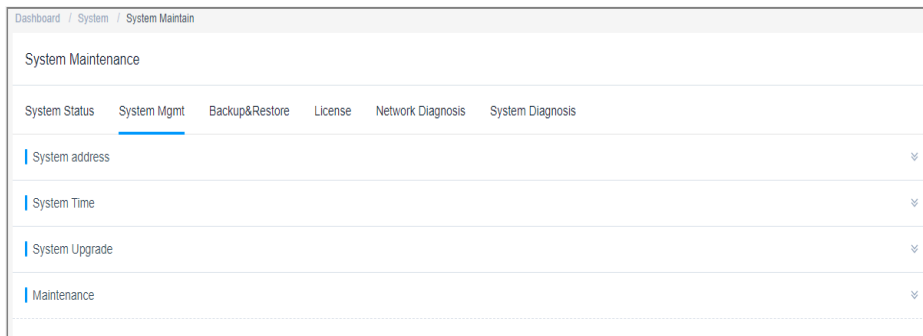 Dashboard / System / System Maintain
System Maintenance
System Status System Mgmt Backup&Restore License Network Diagnosis System Diagnosis
System address
System Time
System Upgrade
Maintenance